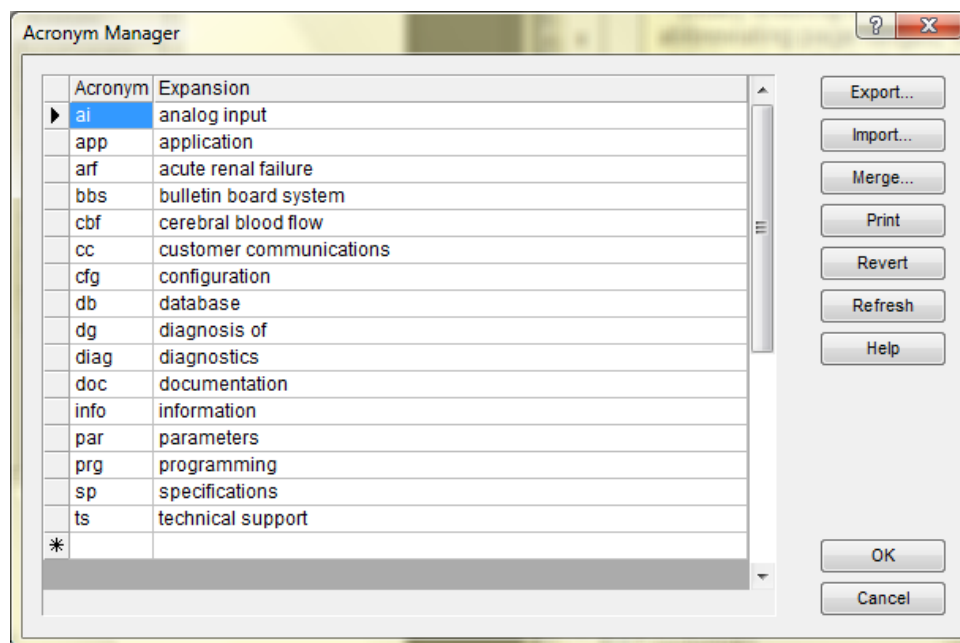 Acronym Manager
Acronym Expansion
ai analog input
app application
arf acute renal failure
bbs bulletin board system
cbf cerebral blood flow
cc customer communications
cfg configuration
db database
dg diagnosis of
diag diagnostics
doc documentation
info information
par parameters
prg programming
sp specifications
ts technical support
Export...
Import...
Merge...
Print
Revert
Refresh
Help
OK
Cancel